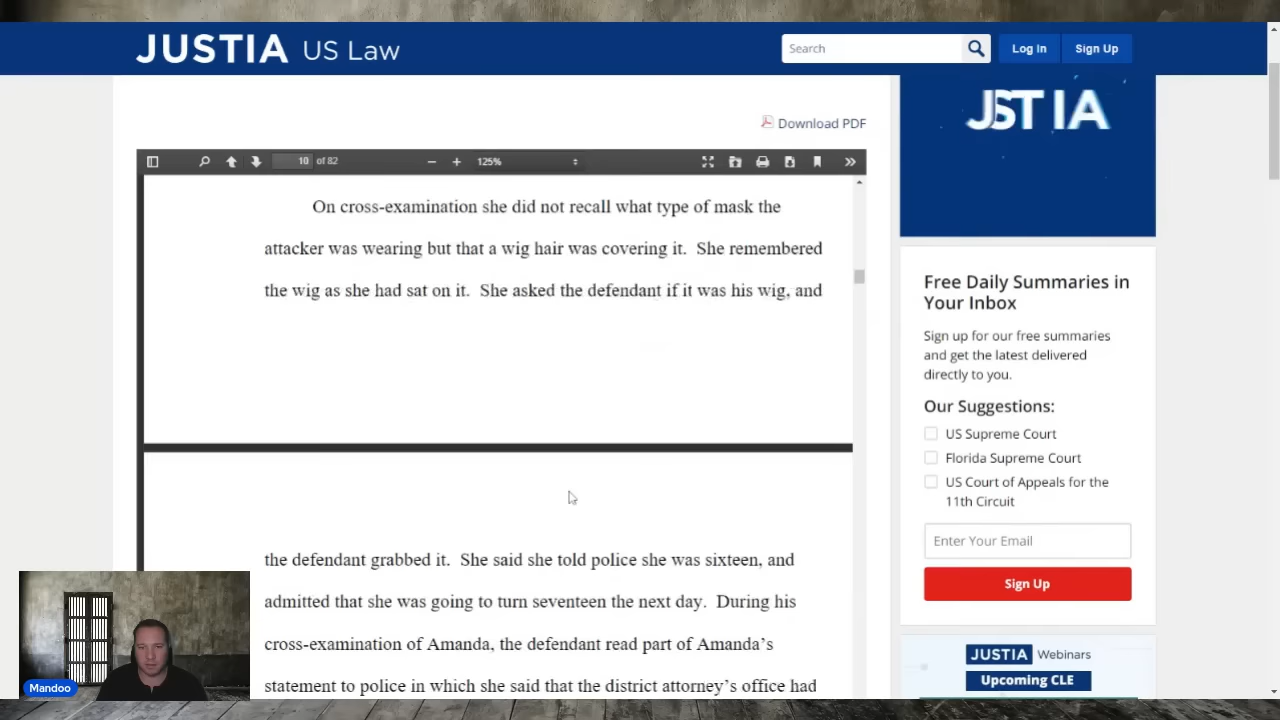 JUSTIA US Law
Search
Log In
Sign Up
Download PDF
10 of 82
125%
On cross-examination she did not recall what type of mask the
attacker was wearing but that a wig hair was covering it. She remembered
the wig as she had sat on it. She asked the defendant if it was his wig, and
the defendant grabbed it. She said she told police she was sixteen, and
admitted that she was going to turn seventeen the next day. During his
cross-examination of Amanda, the defendant read part of Amanda's
statement to police in which she said that the district attorney's office had
Free Daily Summaries in
Your Inbox
Sign up for our free summaries
and get the latest delivered
directly to you.
Our Suggestions:
US Supreme Court
Florida Supreme Court
US Court of Appeals for the
11th Circuit
Enter Your Email
Sign Up
JUSTIA Webinars
Upcoming CLE
Mandoo